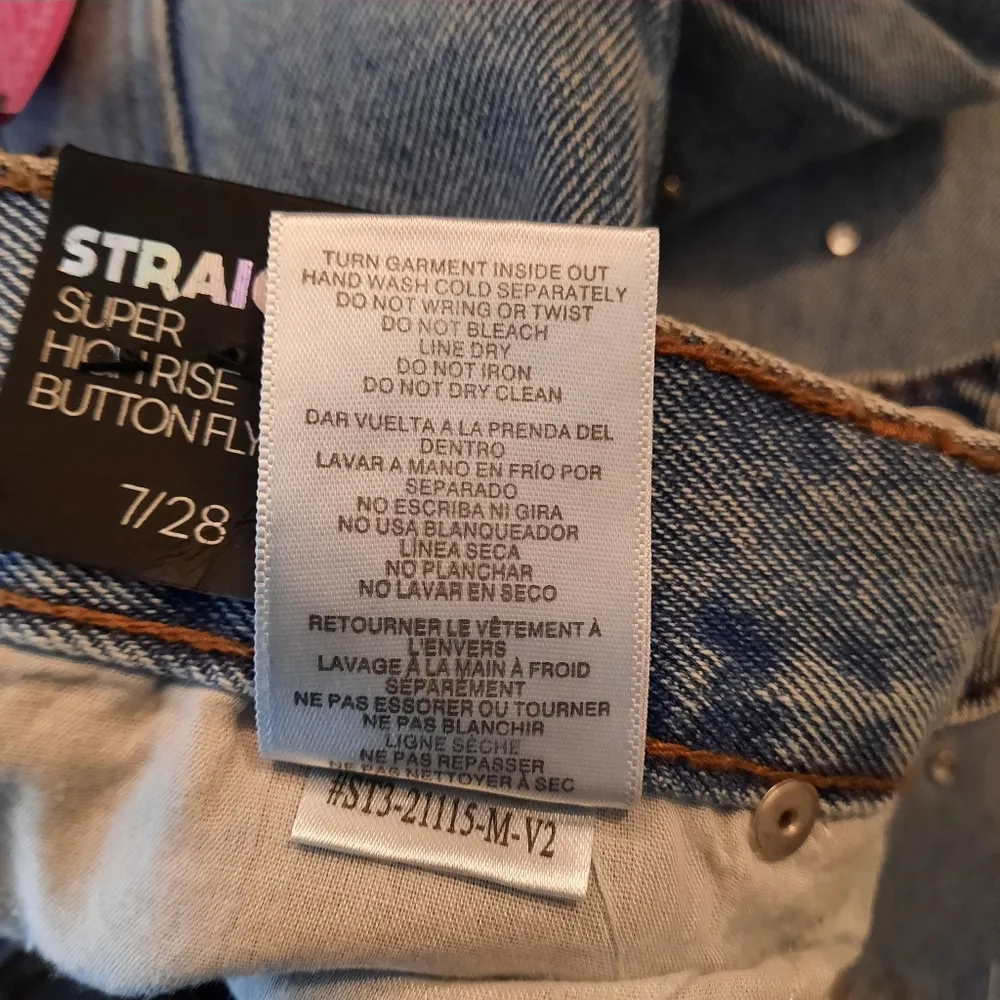 SUPER
HIGH RISE
BUTTON FLY
7/28
TURN GARMENT INSIDE OUT
HAND WASH COLD SEPARATELY
DO NOT WRING OR TWIST
DO NOT BLEACH
LINE DRY
DO NOT IRON
DO NOT DRY CLEAN
DAR VUELTA A LA PRENDA DEL
DENTRO
LAVAR A MANO EN FRÍO POR
SEPARADO
NO ESCRIBA NI GIRA
NO USA BLANQUEADOR
LÍNEA SECA
NO PLANCHAR
NO LAVAR EN SECO
RETOURNER LE VÊTEMENT À
L'ENVERS
LAVAGE À LA MAIN À FROID
SÉPARÉMENT
NE PAS ESSORER OU TOURNER
NE PAS BLANCHIR
LIGNE SÈCHE
NE PAS REPASSER
NE PAS NETTOYER À SEC
#ST3-21115-M-V2